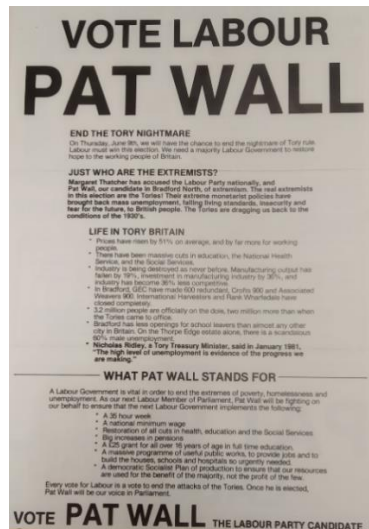 VOTE LABOUR
PAT WALL
END THE TORY NIGHTMARE
On Thursday, June 9th, we will have the chance to end the nightmare of Tory rule.
Labour must win this election. We need a majority Labour Government to restore
hope to the working people of Britain.
JUST WHO ARE THE EXTREMISTS?
Margaret Thatcher has accused the Labour Party nationally, and
Pat Wall, our candidate in Bradford North, of extremism. The real extremists
in this election are the Tories! Their extreme monetarist policies have
brought back mass unemployment, falling living standards, insecurity and
fear for the future, to British people. The Tories are dragging us back to the
conditions of the 1930's.
LIFE IN TORY BRITAIN
* Prices have risen by 51% on average, and by far more for working
people.
* There have been massive cuts in education, the National Health
Service, and the Social Services.
* Industry is being destroyed as never before. Manufacturing output has
fallen by 19%, investment in manufacturing industry by 36%, and
industry has become 36% less competitive.
* In Bradford, GEC have made 600 redundant, Crofts 900 and Associated
Weavers 900. International Harvesters and Rank Wharfedale have
closed completely.
* 3.2 million people are officially on the dole, two million more than when
the Tories came to office.
* Bradford has less openings for school leavers than almost any other
city in Britain. On the Thorpe Edge estate alone, there is a scandalous
60% male unemployment.
* Nicholas Ridley, a Tory Treasury Minister, said in January 1981,
"The high level of unemployment is evidence of the progress we
are making."
WHAT PAT WALL STANDS FOR
A Labour Government is vital in order to end the extremes of poverty, homelessness and
unemployment. As our next Labour Member of Parliament, Pat Wall will be fighting on
our behalf to ensure that the next Labour Government implements the following:
* A 35 hour week
* A national minimum wage
* Restoration of all cuts in health, education and the Social Services
* Big increases in pensions
* A £25 grant for all over 16 years of age in full time education.
* A massive programme of useful public works, to provide jobs and to
build the houses, schools and hospitals so urgently needed.
* A democratic Socialist Plan of production to ensure that our resources
are used for the benefit of the majority, not the profit of the few.
Every vote for Labour is a vote to end the attacks of the Tories. Once he is elected,
Pat Wall will be our voice in Parliament.
VOTE PAT WALL THE LABOUR PARTY CANDIDATE